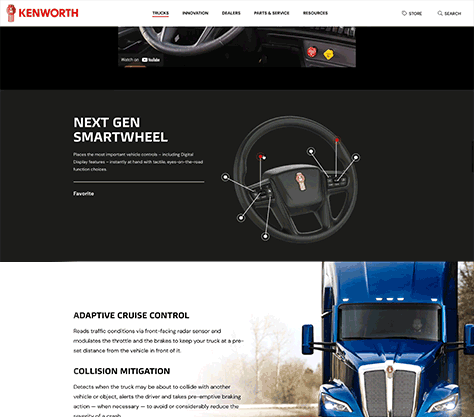 KENWORTH
TRUCKS INNOVATION DEALERS PARTS & SERVICE RESOURCES STORE SEARCH
Watch on YouTube
NEXT GEN
SMARTWHEEL
Places the most important vehicle controls – including Digital
Display features – instantly at hand with tactile, eyes-on-the-road
function choices.
Favorite
ADAPTIVE CRUISE CONTROL
Reads traffic conditions via front-facing radar sensor and
modulates the throttle and the brakes to keep your truck at a pre-
set distance from the vehicle in front of it.
COLLISION MITIGATION
Detects when the truck may be about to collide with another
vehicle or object, alerts the driver and takes pre-emptive braking
action — when necessary — to avoid or considerably reduce the
severity of a crash.